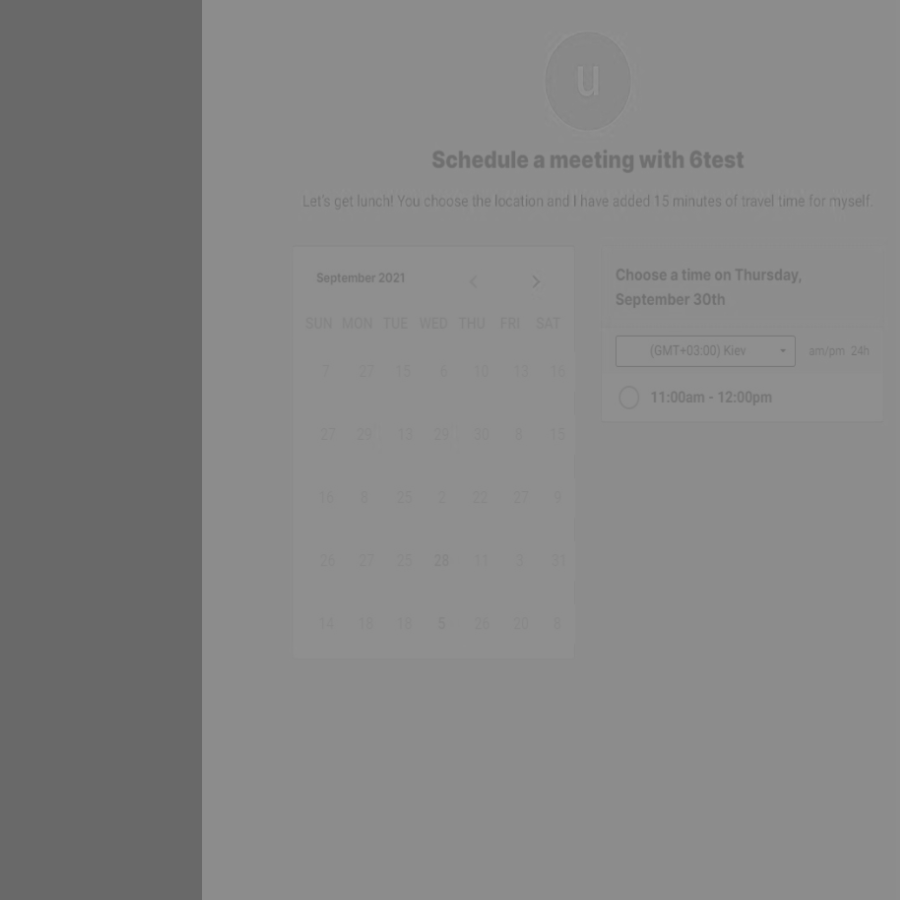 u
Schedule a meeting with 6test
Let's get lunch! You choose the location and I have added 15 minutes of travel time for myself.
September 2021
SUN MON TUE WED THU FRI SAT
7 27 15 6 10 13 16
27 29 13 29 30 8 15
16 8 25 2 22 27 9
26 27 25 28 11 3 31
14 18 16 5 26 20 8
Choose a time on Thursday,
September 30th
(GMT+03:00) Kiev
am/pm 24h
11:00am - 12:00pm